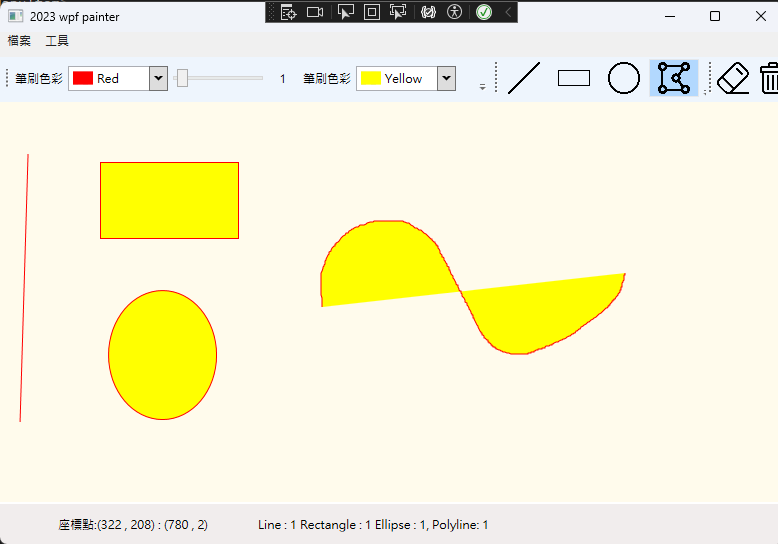 2023 wpf painter
檔案 工具
筆刷色彩 Red 1 筆刷色彩 Yellow
座標點:(322 , 208) : (780 , 2) Line : 1 Rectangle : 1 Ellipse : 1, Polyline: 1